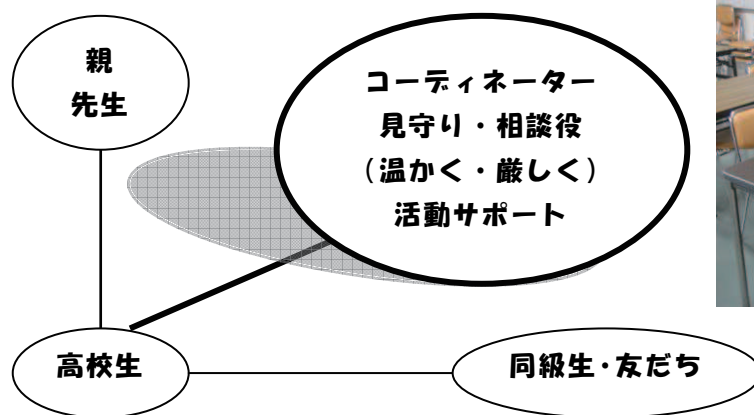 親
先生
コーディネーター
見守り・相談役
(温かく・厳しく)
活動サポート
高校生
同級生・友だち